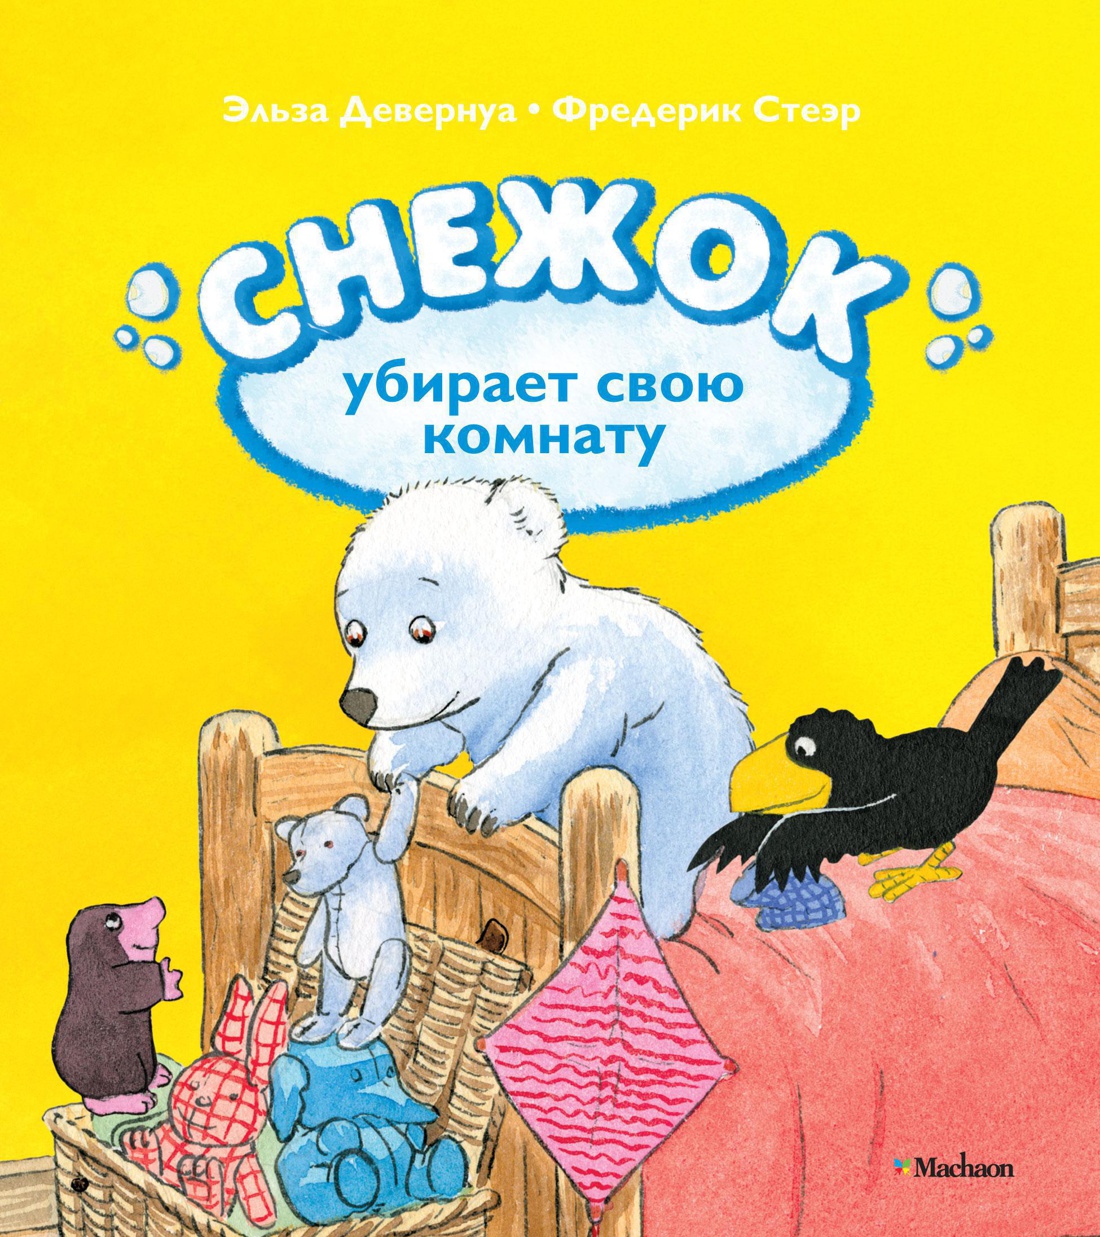 Эльза Девернуа • Фредерик Стеэр
СНЕЖОК
убирает свою
комнату
Machaon